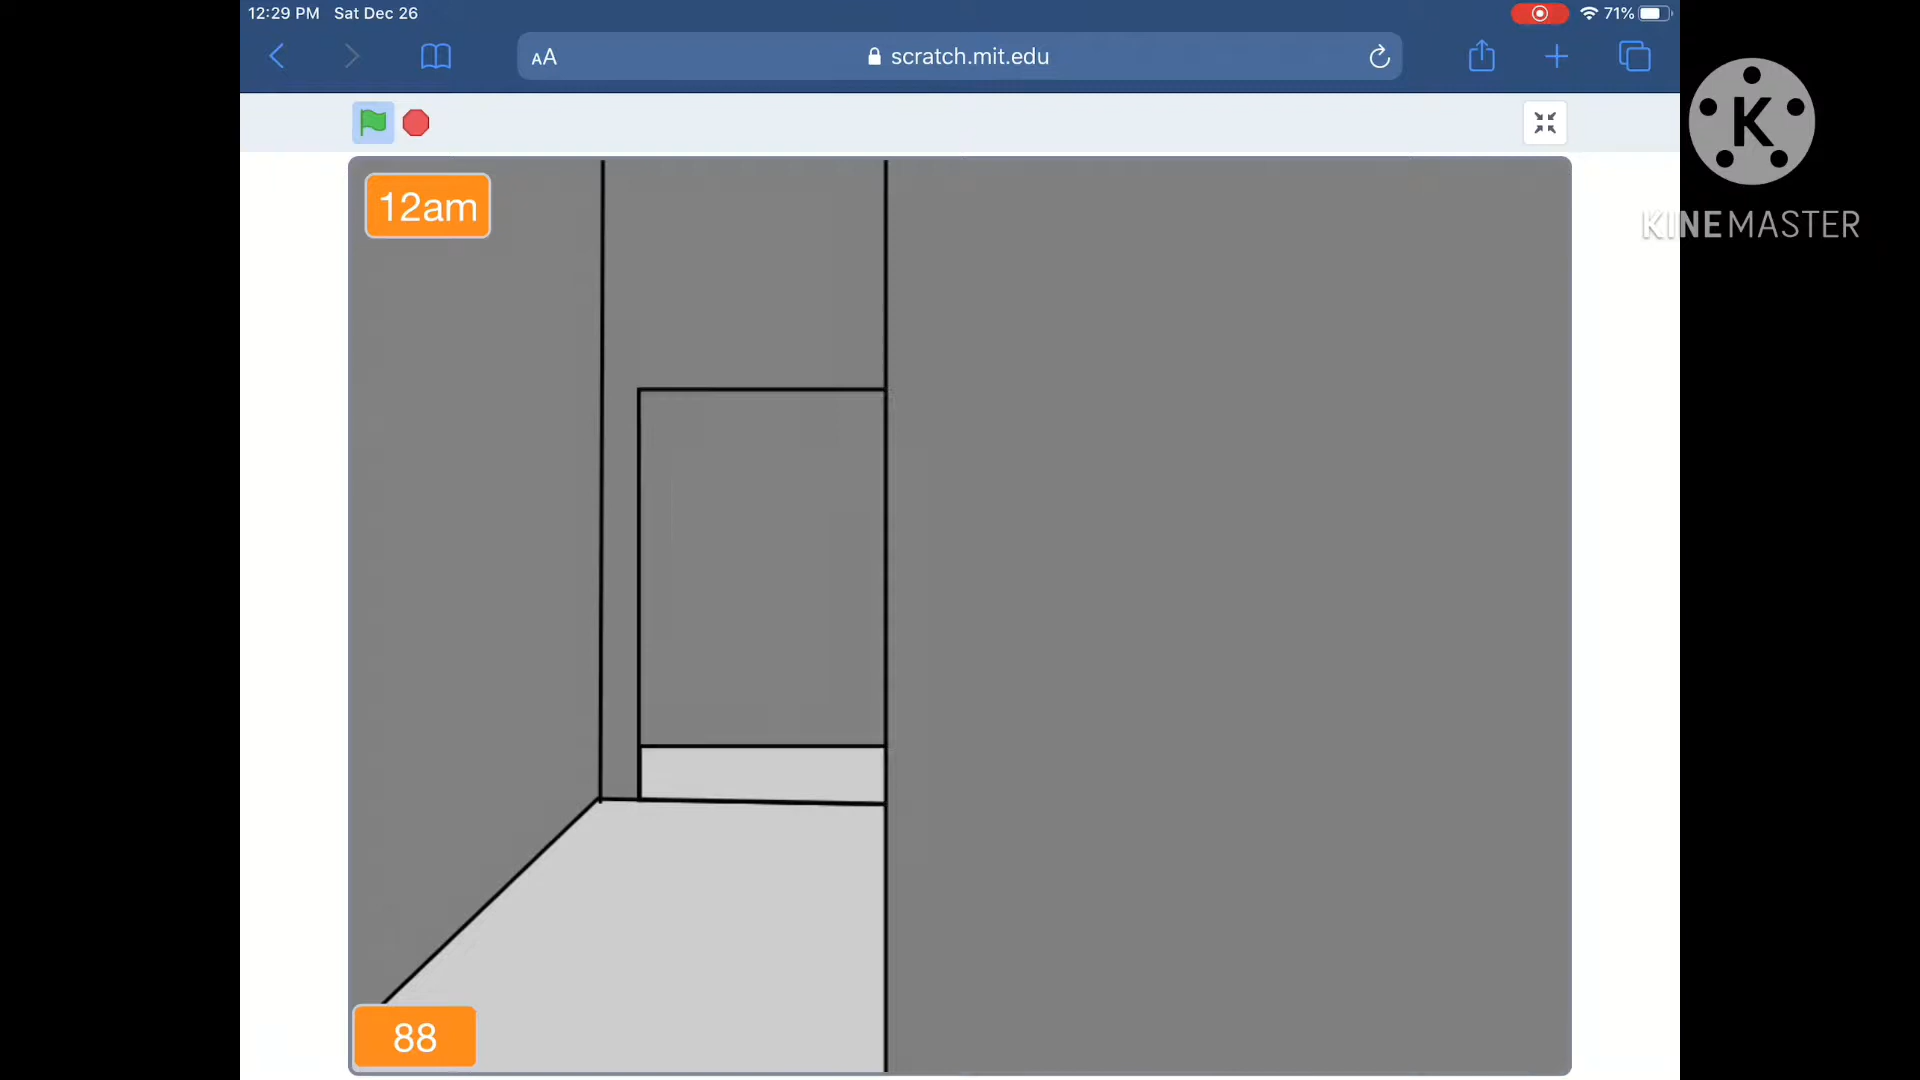 12:29 PM Sat Dec 26
71%
AA
scratch.mit.edu
K
KINEMASTER
12am
88